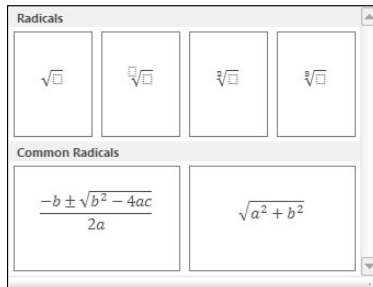 Radicals
√□ □√□ 2√□ 3√□
Common Radicals
(-b ± √(b² − 4ac))/2a √(a² + b²)